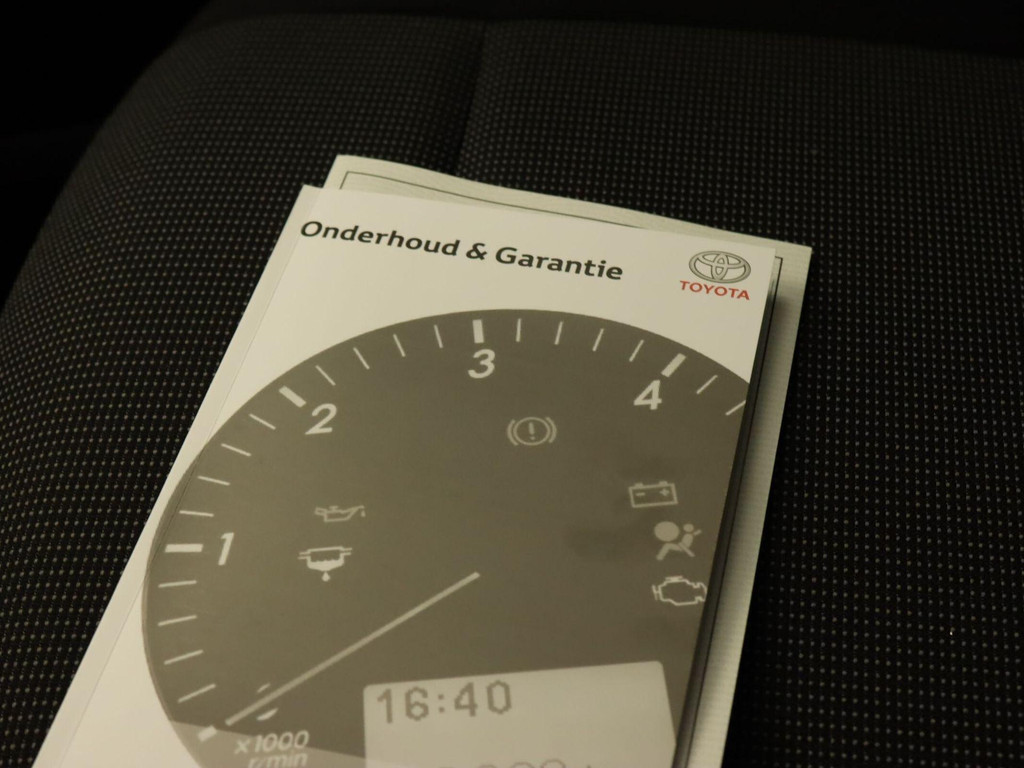 Onderhoud & Garantie
TOYOTA
3
4
2
1
16:40
x1000
r/min